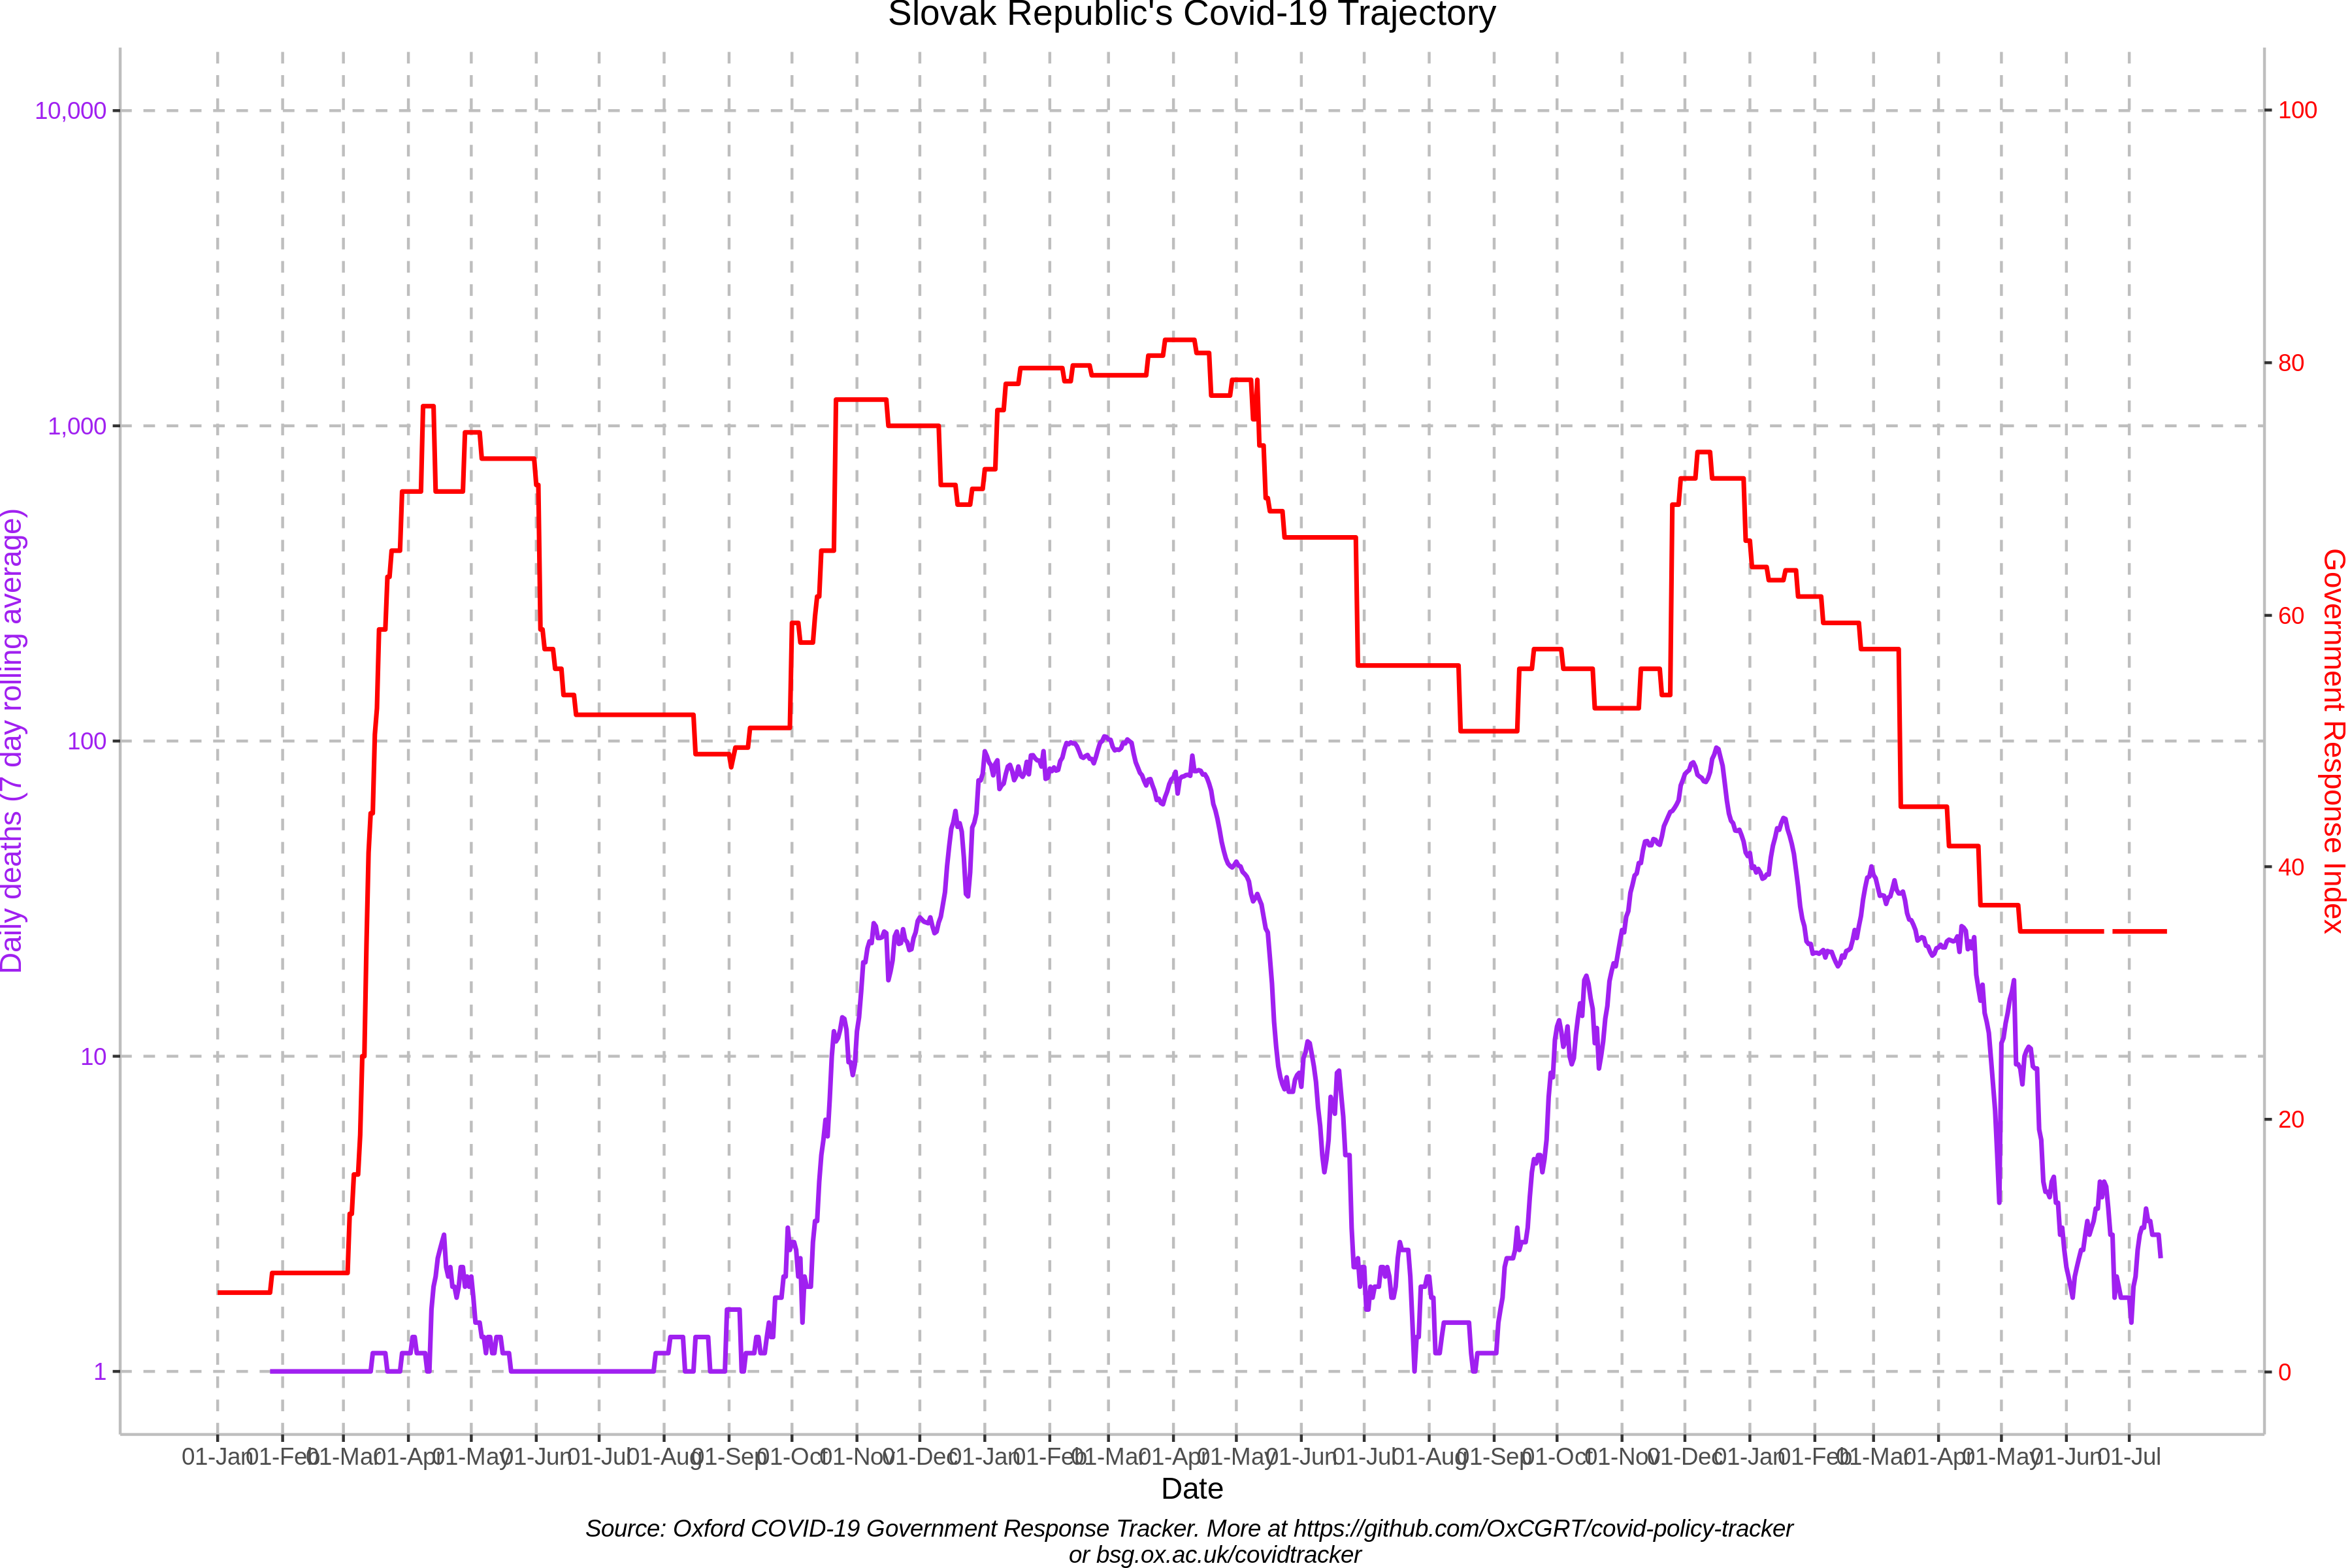 Slovak Republic's Covid-19 Trajectory
10,000
1,000
100
10
1
Daily deaths (7 day rolling average)
100
80
60
40
20
0
Government Response Index
01-Jan 01-Feb 01-Mar 01-Apr 01-May 01-Jun 01-Jul 01-Aug 01-Sep 01-Oct 01-Nov 01-Dec 01-Jan 01-Feb 01-Mar 01-Apr 01-May 01-Jun 01-Jul 01-Aug 01-Sep 01-Oct 01-Nov 01-Dec 01-Jan 01-Feb 01-Mar 01-Apr 01-May 01-Jun 01-Jul
Date
Source: Oxford COVID-19 Government Response Tracker. More at https://github.com/OxCGRT/covid-policy-tracker
or bsg.ox.ac.uk/covidtracker